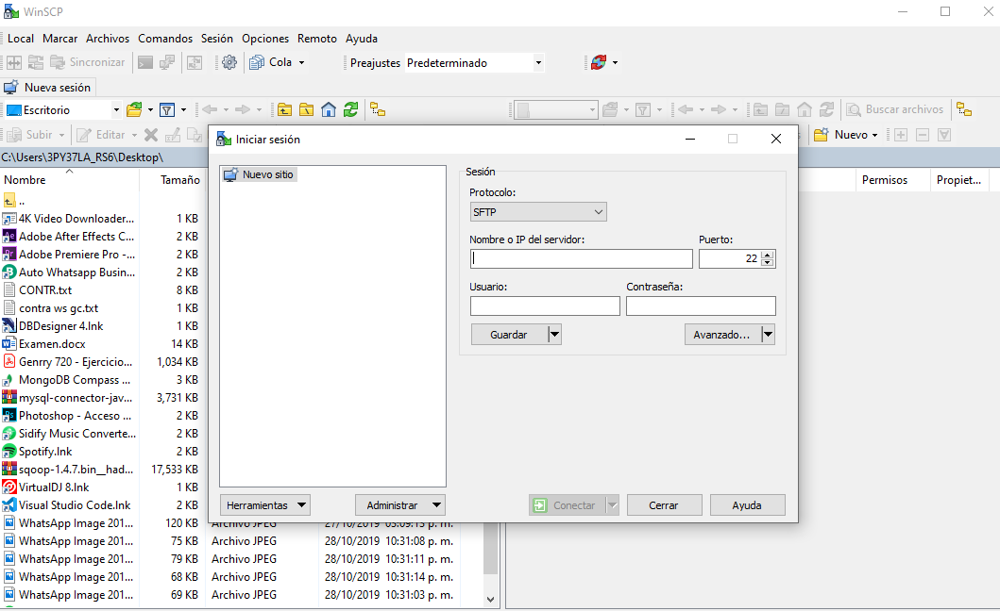 WinSCP
Local Marcar Archivos Comandos Sesión Opciones Remoto Ayuda
Sincronizar Cola Preajustes Predeterminado
Nueva sesión
Escritorio Buscar archivos
Subir Editar Nuevo
C:\Users\3PY37LA_RS6\Desktop\
Nombre Tamaño Permisos Propiet...
..
4K Video Downloader... 1 KB
Adobe After Effects C... 2 KB
Adobe Premiere Pro -... 2 KB
Auto Whatsapp Busin... 2 KB
CONTR.txt 8 KB
contra ws gc.txt 1 KB
DBDesigner 4.lnk 1 KB
Examen.docx 14 KB
Genrry 720 - Ejercicio... 1,034 KB
MongoDB Compass ... 3 KB
mysql-connector-jav... 3,731 KB
Photoshop - Acceso ... 2 KB
Sidify Music Converte... 2 KB
Spotify.lnk 2 KB
sqoop-1.4.7.bin__had... 17,533 KB
VirtualDJ 8.lnk 1 KB
Visual Studio Code.lnk 2 KB
WhatsApp Image 201... 120 KB Archivo JPEG 27/10/2019 03:09:15 p. m.
WhatsApp Image 201... 75 KB Archivo JPEG 28/10/2019 10:31:08 p. m.
WhatsApp Image 201... 79 KB Archivo JPEG 28/10/2019 10:31:11 p. m.
WhatsApp Image 201... 68 KB Archivo JPEG 28/10/2019 10:31:14 p. m.
WhatsApp Image 201... 69 KB Archivo JPEG 28/10/2019 10:31:03 p. m.
Iniciar sesión
Nuevo sitio
Sesión
Protocolo:
SFTP
Nombre o IP del servidor: Puerto:
22
Usuario: Contraseña:
Guardar Avanzado...
Herramientas Administrar Conectar Cerrar Ayuda